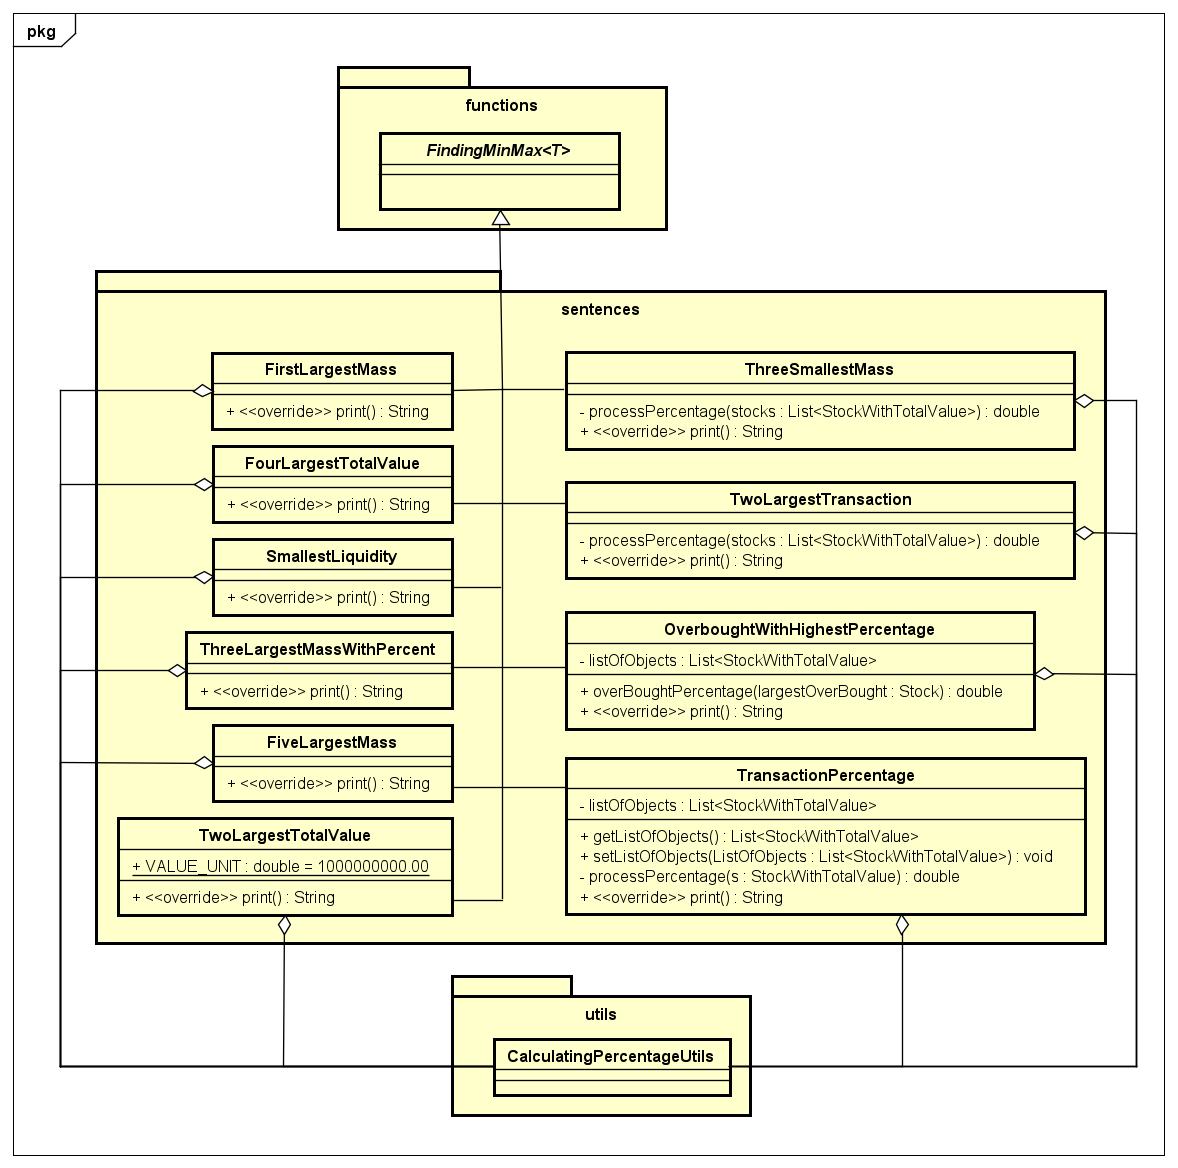 pkg
functions
FindingMinMax<T>
sentences
FirstLargestMass
+ <<override>> print() : String
FourLargestTotalValue
+ <<override>> print() : String
SmallestLiquidity
+ <<override>> print() : String
ThreeLargestMassWithPercent
+ <<override>> print() : String
FiveLargestMass
+ <<override>> print() : String
TwoLargestTotalValue
+ VALUE_UNIT : double = 1000000000.00
+ <<override>> print() : String
ThreeSmallestMass
- processPercentage(stocks : List<StockWithTotalValue>) : double
+ <<override>> print() : String
TwoLargestTransaction
- processPercentage(stocks : List<StockWithTotalValue>) : double
+ <<override>> print() : String
OverboughtWithHighestPercentage
- listOfObjects : List<StockWithTotalValue>
+ overBoughtPercentage(largestOverBought : Stock) : double
+ <<override>> print() : String
TransactionPercentage
- listOfObjects : List<StockWithTotalValue>
+ getListOfObjects() : List<StockWithTotalValue>
+ setListOfObjects(ListOfObjects : List<StockWithTotalValue>) : void
- processPercentage(s : StockWithTotalValue) : double
+ <<override>> print() : String
utils
CalculatingPercentageUtils